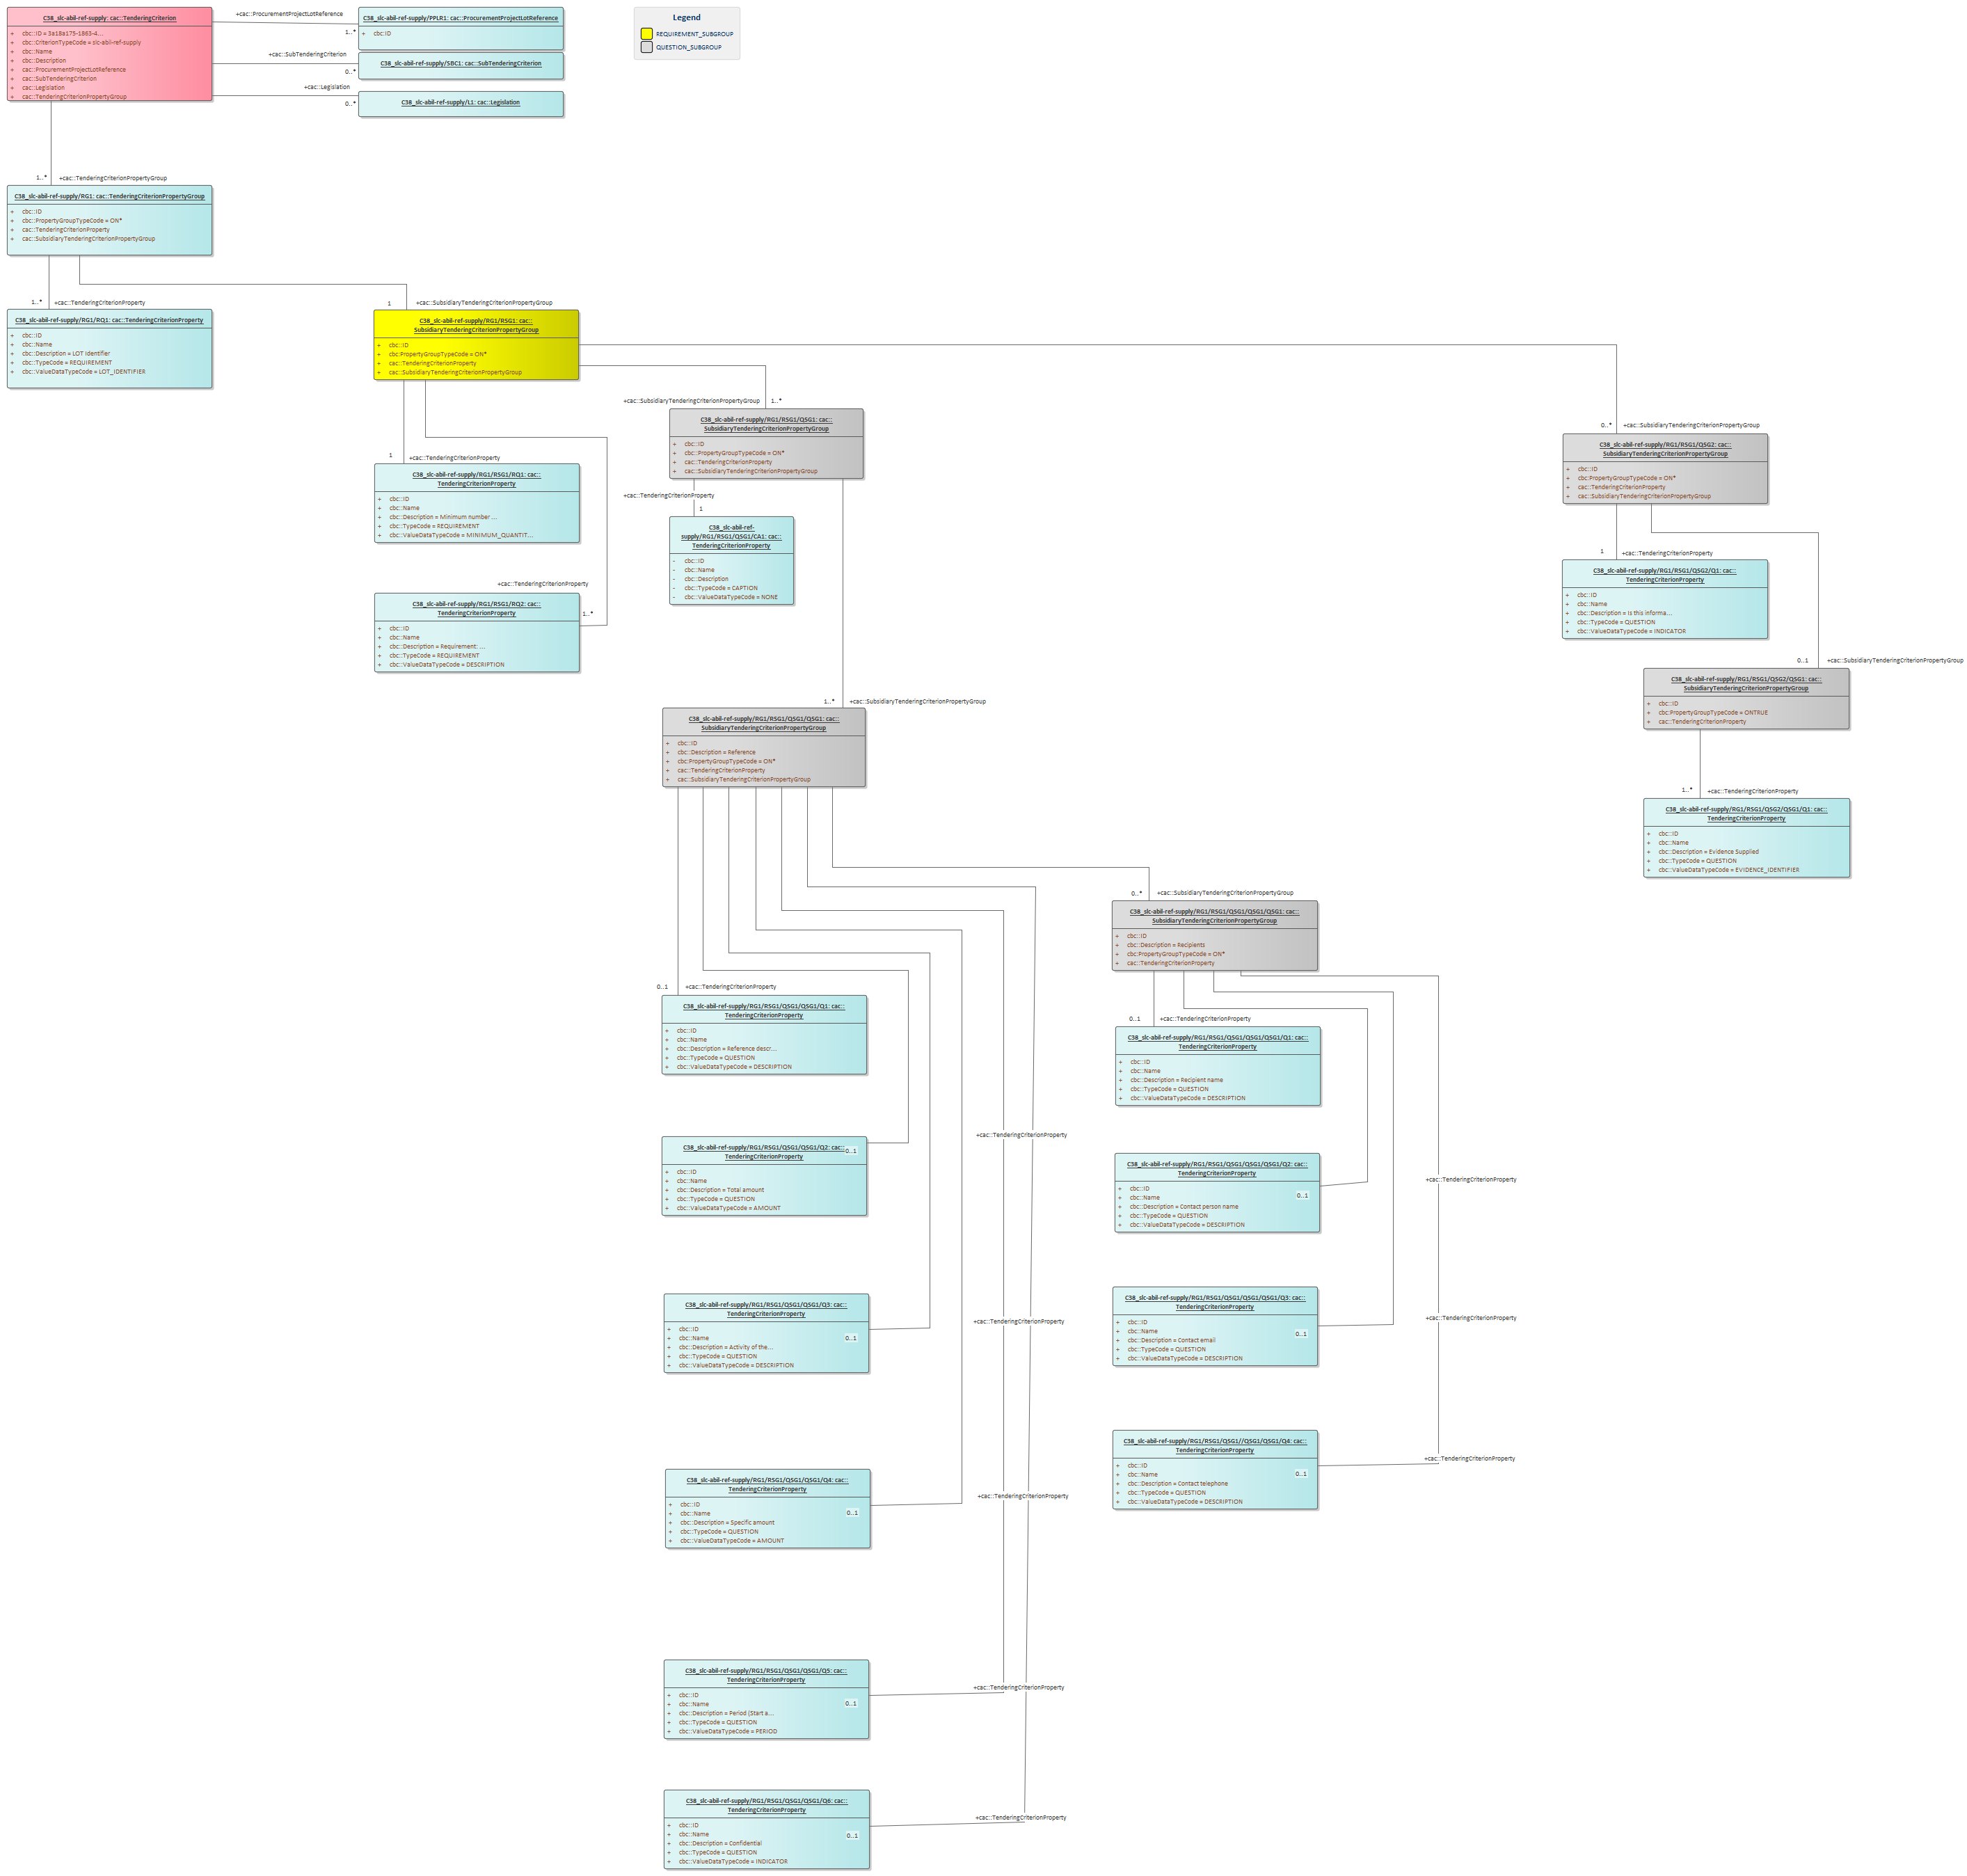 C38_slc-abil-ref-supply: cac::TenderingCriterion
+ cbc::ID = 3a18a175-1863-4...
+ cbc::CriterionTypeCode = slc-abil-ref-supply
+ cbc::Name
+ cbc::Description
+ cac::ProcurementProjectLotReference
+ cac::SubTenderingCriterion
+ cac::Legislation
+ cac::TenderingCriterionPropertyGroup
+cac::ProcurementProjectLotReference
1..*
C38_slc-abil-ref-supply/PPLR1: cac::ProcurementProjectLotReference
+ cbc:ID
+cac::SubTenderingCriterion
0..*
C38_slc-abil-ref-supply/SBC1: cac::SubTenderingCriterion
+cac::Legislation
0..*
C38_slc-abil-ref-supply/L1: cac::Legislation
Legend
REQUIREMENT_SUBGROUP
QUESTION_SUBGROUP
1..* +cac::TenderingCriterionPropertyGroup
C38_slc-abil-ref-supply/RG1: cac::TenderingCriterionPropertyGroup
+ cbc::ID
+ cbc::PropertyGroupTypeCode = ON*
+ cac::TenderingCriterionProperty
+ cac::SubsidiaryTenderingCriterionPropertyGroup
1..* +cac::TenderingCriterionProperty
C38_slc-abil-ref-supply/RG1/RQ1: cac::TenderingCriterionProperty
+ cbc::ID
+ cbc::Name
+ cbc::Description = LOT Identifier
+ cbc::TypeCode = REQUIREMENT
+ cbc::ValueDataTypeCode = LOT_IDENTIFIER
1 +cac::SubsidiaryTenderingCriterionPropertyGroup
C38_slc-abil-ref-supply/RG1/RSG1: cac::
SubsidiaryTenderingCriterionPropertyGroup
+ cbc::ID
+ cbc:PropertyGroupTypeCode = ON*
+ cac::TenderingCriterionProperty
+ cac::SubsidiaryTenderingCriterionPropertyGroup
1 +cac::TenderingCriterionProperty
C38_slc-abil-ref-supply/RG1/RSG1/RQ1: cac::
TenderingCriterionProperty
+ cbc::ID
+ cbc::Name
+ cbc::Description = Minimum number ...
+ cbc::TypeCode = REQUIREMENT
+ cbc::ValueDataTypeCode = MINIMUM_QUANTIT...
+cac::TenderingCriterionProperty
1..*
C38_slc-abil-ref-supply/RG1/RSG1/RQ2: cac::
TenderingCriterionProperty
+ cbc::ID
+ cbc::Name
+ cbc::Description = Requirement: ...
+ cbc::TypeCode = REQUIREMENT
+ cbc::ValueDataTypeCode = DESCRIPTION
+cac::SubsidiaryTenderingCriterionPropertyGroup 1..*
C38_slc-abil-ref-supply/RG1/RSG1/QSG1: cac::
SubsidiaryTenderingCriterionPropertyGroup
+ cbc::ID
+ cbc::PropertyGroupTypeCode = ON*
+ cac::TenderingCriterionProperty
+ cac::SubsidiaryTenderingCriterionPropertyGroup
+cac::TenderingCriterionProperty
1
C38_slc-abil-ref-
supply/RG1/RSG1/QSG1/CA1: cac::
TenderingCriterionProperty
- cbc::ID
- cbc::Name
- cbc::Description
- cbc::TypeCode = CAPTION
- cbc::ValueDataTypeCode = NONE
1..* +cac::SubsidiaryTenderingCriterionPropertyGroup
C38_slc-abil-ref-supply/RG1/RSG1/QSG1/QSG1: cac::
SubsidiaryTenderingCriterionPropertyGroup
+ cbc::ID
+ cbc::Description = Reference
+ cbc:PropertyGroupTypeCode = ON*
+ cac::TenderingCriterionProperty
+ cac::SubsidiaryTenderingCriterionPropertyGroup
0..1 +cac::TenderingCriterionProperty
C38_slc-abil-ref-supply/RG1/RSG1/QSG1/QSG1/Q1: cac::
TenderingCriterionProperty
+ cbc::ID
+ cbc::Name
+ cbc::Description = Reference descr...
+ cbc::TypeCode = QUESTION
+ cbc::ValueDataTypeCode = DESCRIPTION
+cac::TenderingCriterionProperty
C38_slc-abil-ref-supply/RG1/RSG1/QSG1/QSG1/Q2: cac::
0..1
TenderingCriterionProperty
+ cbc::ID
+ cbc::Name
+ cbc::Description = Total amount
+ cbc::TypeCode = QUESTION
+ cbc::ValueDataTypeCode = AMOUNT
C38_slc-abil-ref-supply/RG1/RSG1/QSG1/QSG1/Q3: cac::
TenderingCriterionProperty
+cac::TenderingCriterionProperty
+ cbc::ID
+ cbc::Name
0..1
+ cbc::Description = Activity of the...
+ cbc::TypeCode = QUESTION
+ cbc::ValueDataTypeCode = DESCRIPTION
C38_slc-abil-ref-supply/RG1/RSG1/QSG1/QSG1/Q4: cac::
TenderingCriterionProperty
+cac::TenderingCriterionProperty
+ cbc::ID
+ cbc::Name
0..1
+ cbc::Description = Specific amount
+ cbc::TypeCode = QUESTION
+ cbc::ValueDataTypeCode = AMOUNT
C38_slc-abil-ref-supply/RG1/RSG1/QSG1/QSG1/Q5: cac::
TenderingCriterionProperty
+cac::TenderingCriterionProperty
+ cbc::ID
+ cbc::Name
0..1
+ cbc::Description = Period (Start a...
+ cbc::TypeCode = QUESTION
+ cbc::ValueDataTypeCode = PERIOD
C38_slc-abil-ref-supply/RG1/RSG1/QSG1/QSG1/Q6: cac::
TenderingCriterionProperty
+cac::TenderingCriterionProperty
+ cbc::ID
+ cbc::Name
0..1
+ cbc::Description = Confidential
+ cbc::TypeCode = QUESTION
+ cbc::ValueDataTypeCode = INDICATOR
0..* +cac::SubsidiaryTenderingCriterionPropertyGroup
C38_slc-abil-ref-supply/RG1/RSG1/QSG1/QSG1/QSG1: cac::
SubsidiaryTenderingCriterionPropertyGroup
+ cbc::ID
+ cbc::Description = Recipients
+ cbc:PropertyGroupTypeCode = ON*
+ cac::TenderingCriterionProperty
0..1 +cac::TenderingCriterionProperty
C38_slc-abil-ref-supply/RG1/RSG1/QSG1/QSG1/QSG1/Q1: cac::
TenderingCriterionProperty
+ cbc::ID
+ cbc::Name
+ cbc::Description = Recipient name
+ cbc::TypeCode = QUESTION
+ cbc::ValueDataTypeCode = DESCRIPTION
C38_slc-abil-ref-supply/RG1/RSG1/QSG1/QSG1/QSG1/Q2: cac::
TenderingCriterionProperty
+cac::TenderingCriterionProperty
+ cbc::ID
+ cbc::Name
0..1
+ cbc::Description = Contact person name
+ cbc::TypeCode = QUESTION
+ cbc::ValueDataTypeCode = DESCRIPTION
C38_slc-abil-ref-supply/RG1/RSG1/QSG1/QSG1/QSG1/Q3: cac::
TenderingCriterionProperty
+cac::TenderingCriterionProperty
+ cbc::ID
+ cbc::Name
0..1
+ cbc::Description = Contact email
+ cbc::TypeCode = QUESTION
+ cbc::ValueDataTypeCode = DESCRIPTION
C38_slc-abil-ref-supply/RG1/RSG1/QSG1//QSG1/QSG1/Q4: cac::
TenderingCriterionProperty
+cac::TenderingCriterionProperty
+ cbc::ID
+ cbc::Name
0..1
+ cbc::Description = Contact telephone
+ cbc::TypeCode = QUESTION
+ cbc::ValueDataTypeCode = DESCRIPTION
0..* +cac::SubsidiaryTenderingCriterionPropertyGroup
C38_slc-abil-ref-supply/RG1/RSG1/QSG2: cac::
SubsidiaryTenderingCriterionPropertyGroup
+ cbc::ID
+ cbc:PropertyGroupTypeCode = ON*
+ cac::TenderingCriterionProperty
+ cac::SubsidiaryTenderingCriterionPropertyGroup
1 +cac::TenderingCriterionProperty
C38_slc-abil-ref-supply/RG1/RSG1/QSG2/Q1: cac::
TenderingCriterionProperty
+ cbc::ID
+ cbc::Name
+ cbc::Description = Is this informa...
+ cbc::TypeCode = QUESTION
+ cbc::ValueDataTypeCode = INDICATOR
0..1 +cac::SubsidiaryTenderingCriterionPropertyGroup
C38_slc-abil-ref-supply/RG1/RSG1/QSG2/QSG1: cac::
SubsidiaryTenderingCriterionPropertyGroup
+ cbc::ID
+ cbc:PropertyGroupTypeCode = ONTRUE
+ cac::TenderingCriterionProperty
1..* +cac::TenderingCriterionProperty
C38_slc-abil-ref-supply/RG1/RSG1/QSG2/QSG1/Q1: cac::
TenderingCriterionProperty
+ cbc::ID
+ cbc::Name
+ cbc::Description = Evidence Supplied
+ cbc::TypeCode = QUESTION
+ cbc::ValueDataTypeCode = EVIDENCE_IDENTIFIER